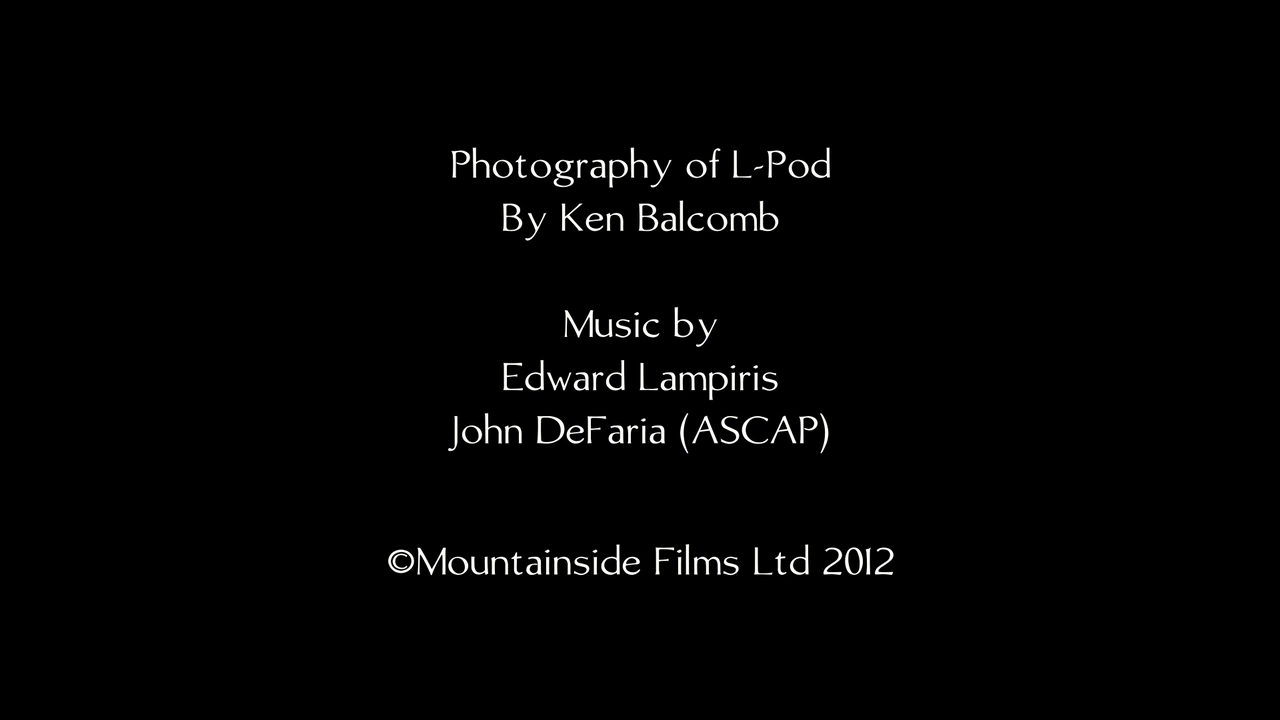 Photography of L-Pod
By Ken Balcomb
Music by
Edward Lampiris
John DeFaria (ASCAP)
©Mountainside Films Ltd 2012